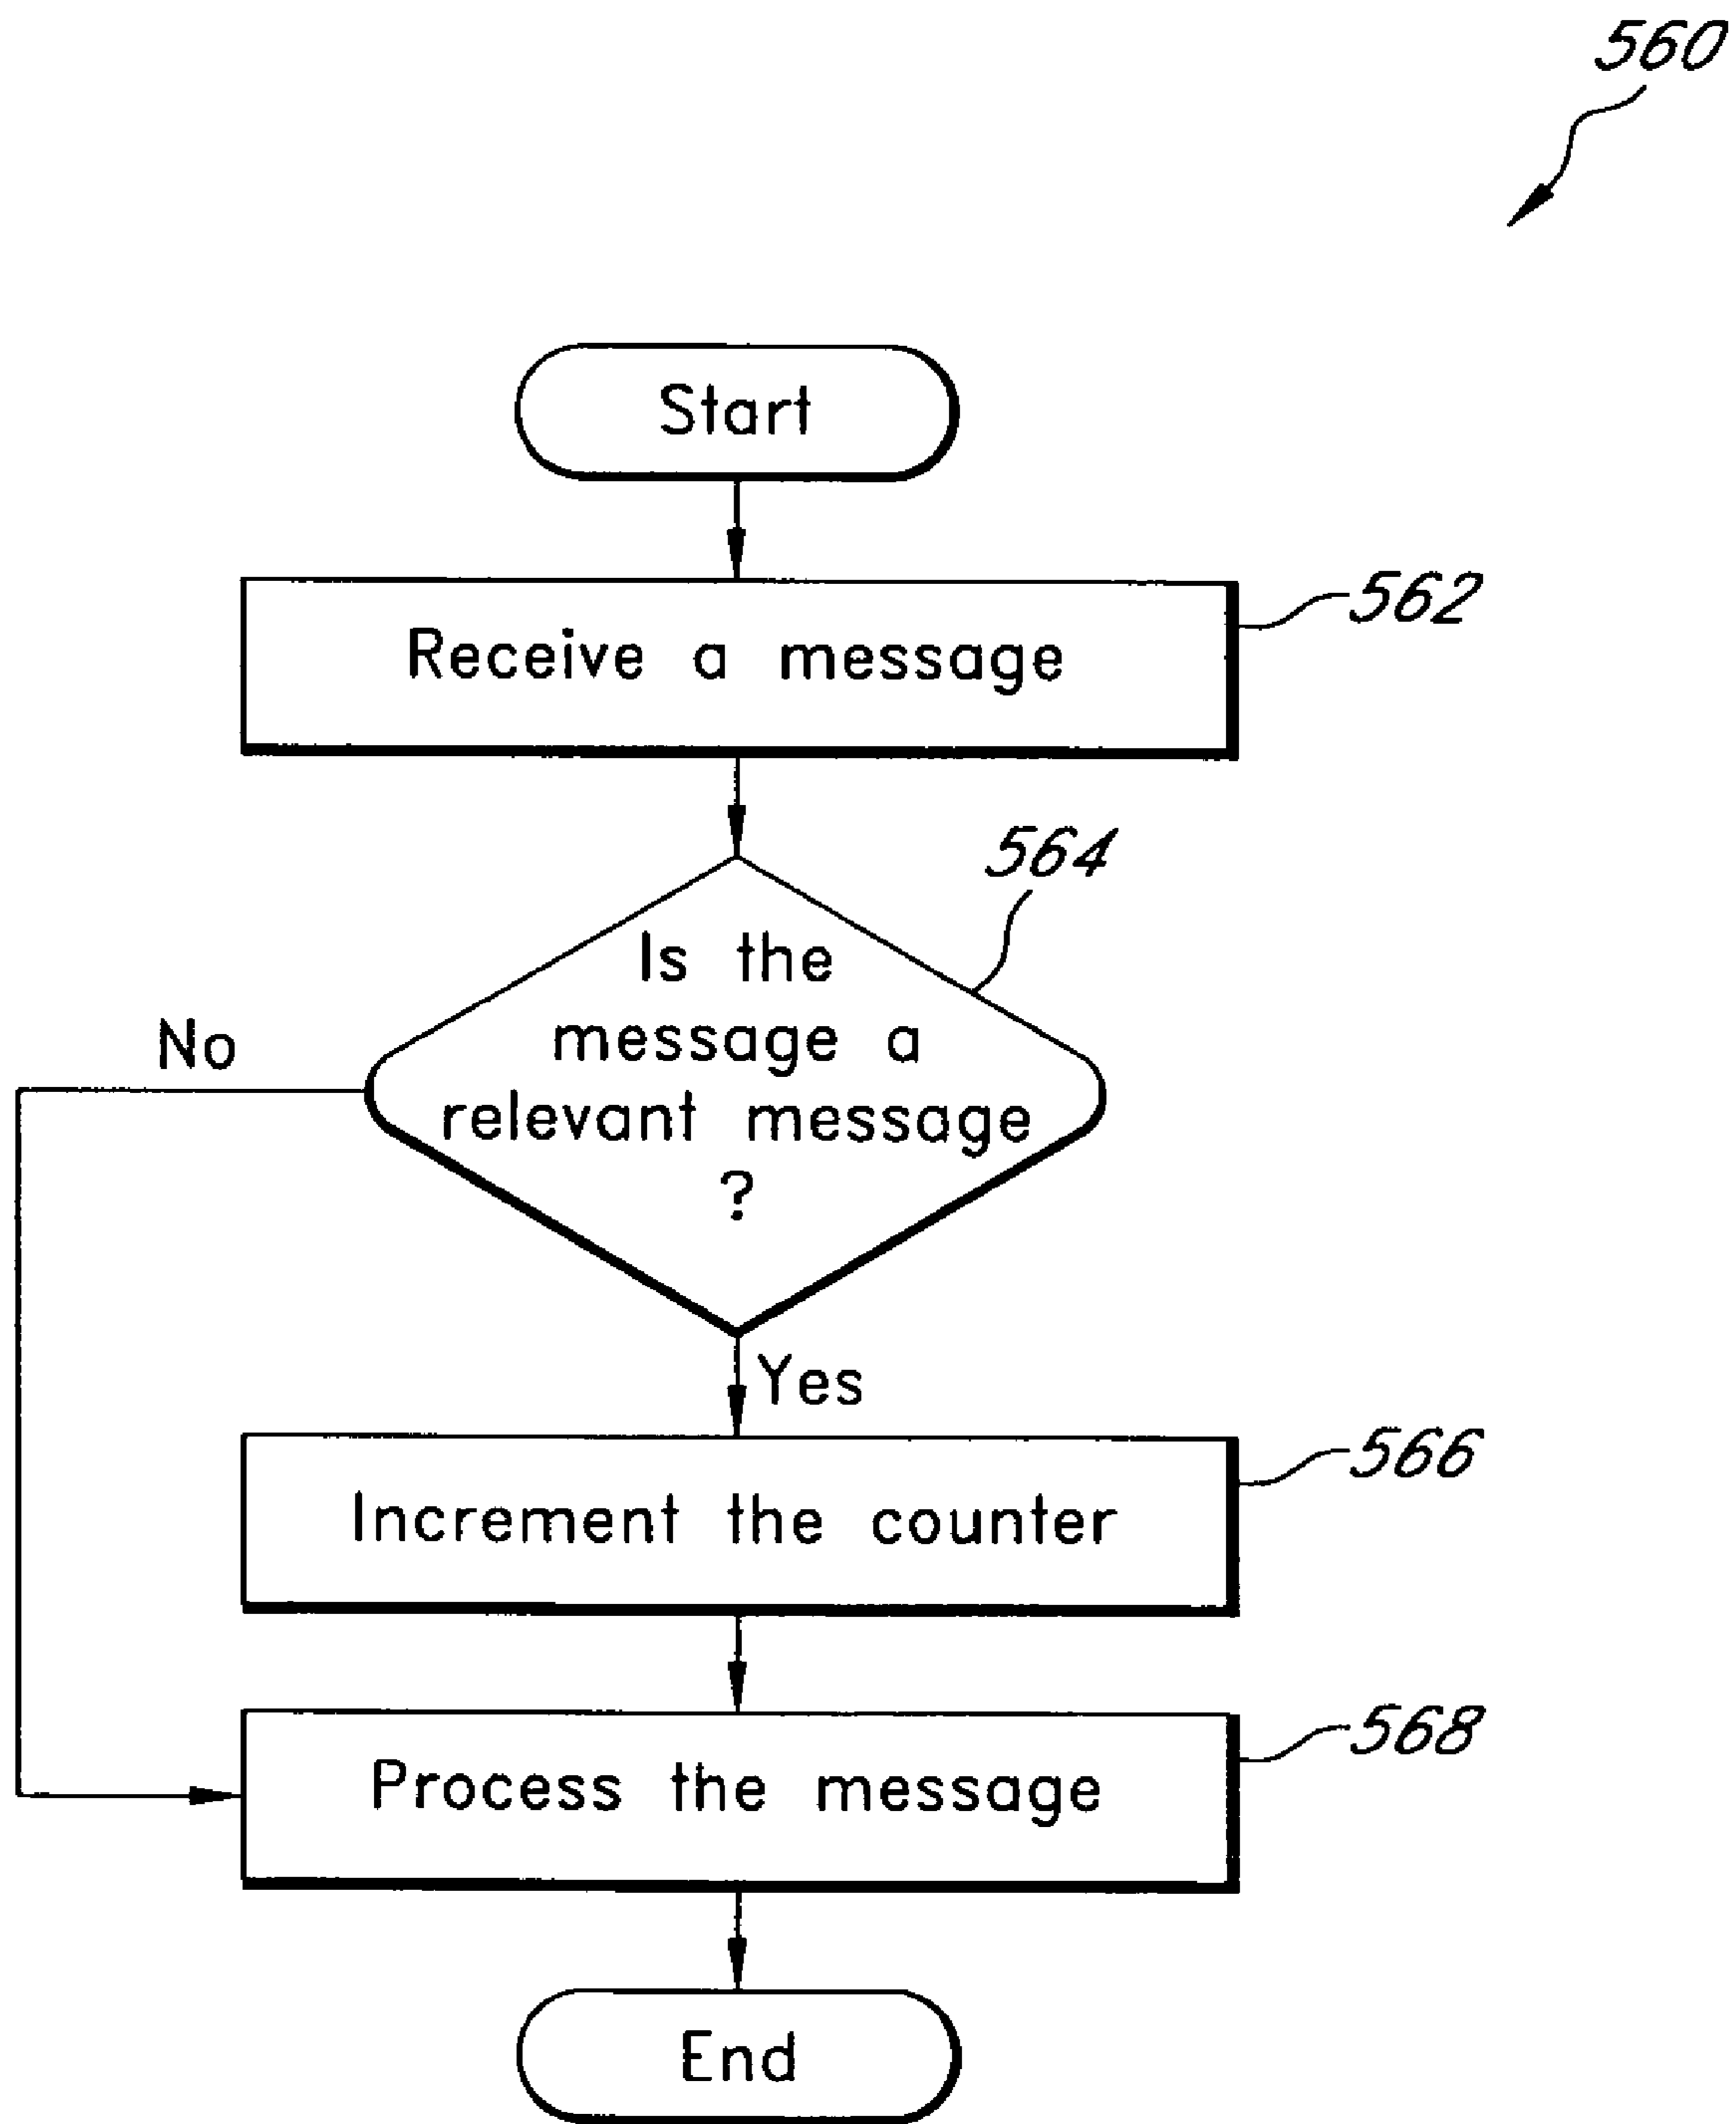 560
Start
Receive a message
562
564
Is the
message a
relevant message
?
No
Yes
Increment the counter
566
Process the message
568
End